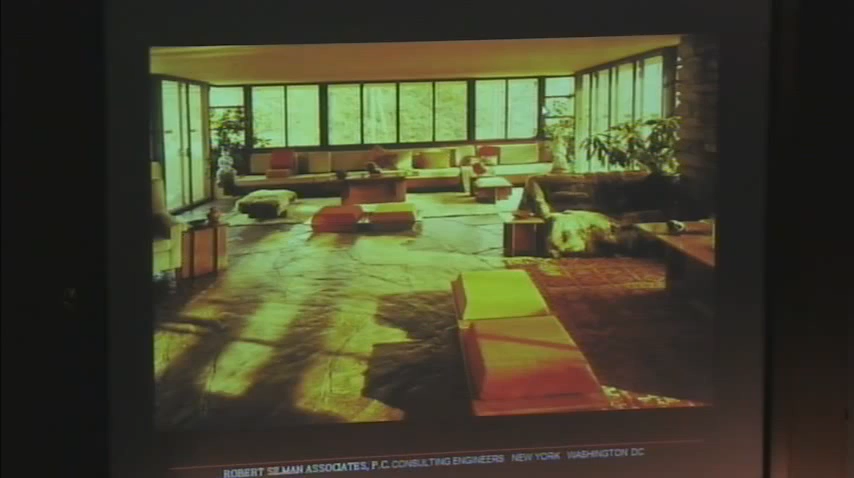 ROBERT SILMAN ASSOCIATES, P.C. CONSULTING ENGINEERS NEW YORK WASHINGTON DC